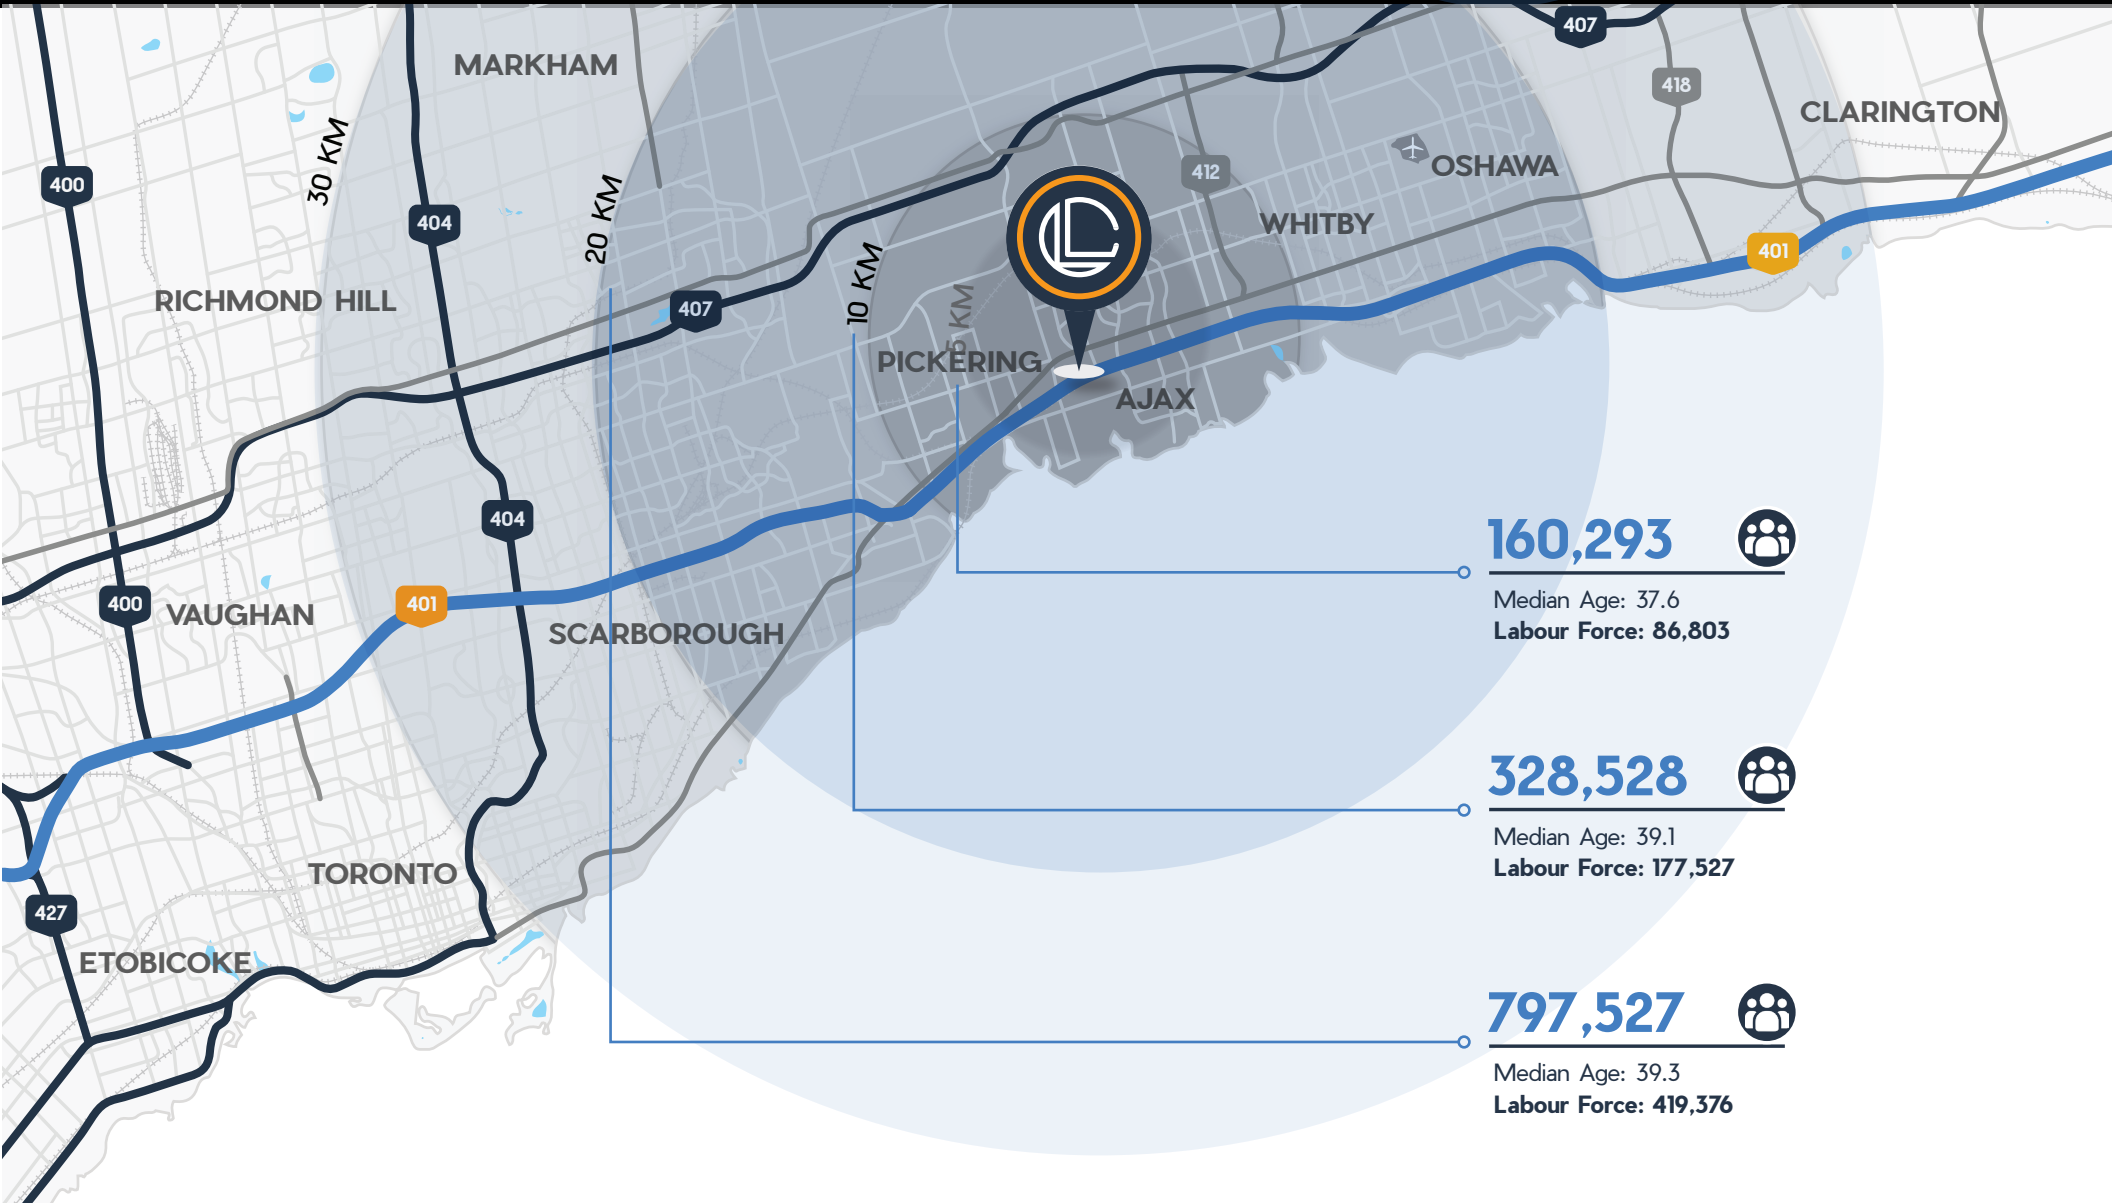 407
MARKHAM
418
CLARINGTON
30 KM
OSHAWA
412
400
20 KM
404
WHITBY
10 KM
401
5 KM
RICHMOND HILL
407
PICKERING
AJAX
404
160,293
Median Age: 37.6
Labour Force: 86,803
400
VAUGHAN
401
SCARBOROUGH
328,528
Median Age: 39.1
Labour Force: 177,527
TORONTO
427
ETOBICOKE
797,527
Median Age: 39.3
Labour Force: 419,376